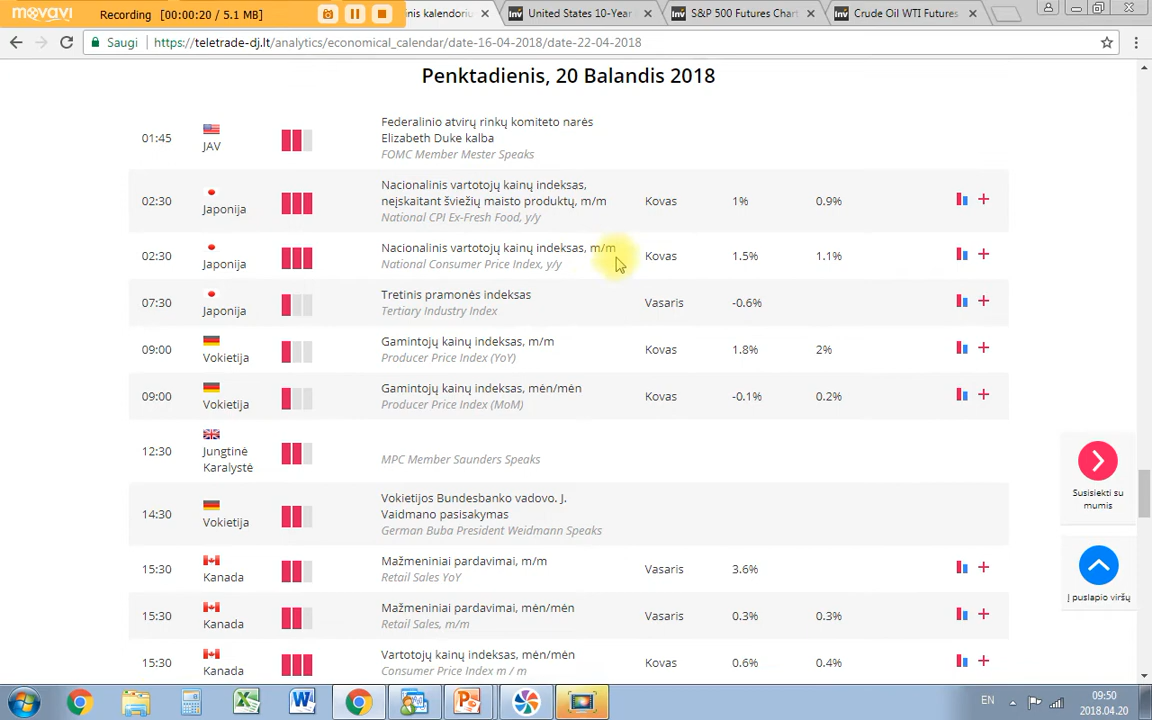 movavi Recording [00:00:20 / 5.1 MB]
nis kalendoriu
United States 10-Year
S&P 500 Futures Chart
Crude Oil WTI Futures
Saugi https://teletrade-dj.lt/analytics/economical_calendar/date-16-04-2018/date-22-04-2018
Penktadienis, 20 Balandis 2018
01:45 JAV
Federalinio atvirų rinkų komiteto narės
Elizabeth Duke kalba
FOMC Member Mester Speaks
Nacionalinis vartotojų kainų indeksas,
02:30 Japonija neįskaitant šviežių maisto produktų, m/m Kovas 1% 0.9%
National CPI Ex-Fresh Food, y/y
02:30 Japonija Nacionalinis vartotojų kainų indeksas, m/m Kovas 1.5% 1.1%
National Consumer Price Index, y/y
07:30 Japonija Tretinis pramonės indeksas Vasaris -0.6%
Tertiary Industry Index
09:00 Vokietija Gamintojų kainų indeksas, m/m Kovas 1.8% 2%
Producer Price Index (YoY)
09:00 Vokietija Gamintojų kainų indeksas, mėn/mėn Kovas -0.1% 0.2%
Producer Price Index (MoM)
12:30 Jungtinė
Karalystė MPC Member Saunders Speaks
14:30 Vokietija Vokietijos Bundesbanko vadovo. J.
Vaidmano pasisakymas
German Buba President Weidmann Speaks
15:30 Kanada Mažmeniniai pardavimai, m/m Vasaris 3.6%
Retail Sales YoY
15:30 Kanada Mažmeniniai pardavimai, mėn/mėn Vasaris 0.3% 0.3%
Retail Sales, m/m
15:30 Kanada Vartotojų kainų indeksas, mėn/mėn Kovas 0.6% 0.4%
Consumer Price Index m / m
Susisiekti su
mumis
Į puslapio viršų
EN
09:50
2018.04.20